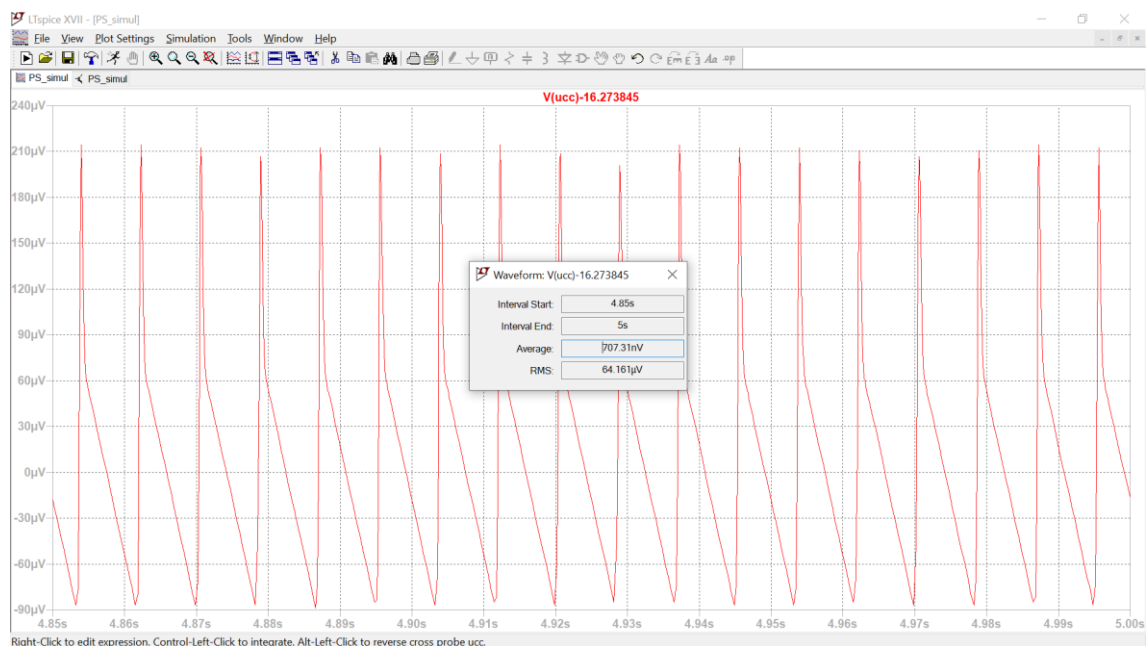 LTspice XVII - [PS_simul]
File View Plot Settings Simulation Tools Window Help
PS_simul PS_simul
V(ucc)-16.273845
240µV
210µV
180µV
150µV
120µV
90µV
60µV
30µV
0µV
-30µV
-60µV
-90µV
Waveform: V(ucc)-16.273845
Interval Start: 4.85s
Interval End: 5s
Average: 707.31nV
RMS: 64.161µV
4.85s 4.86s 4.87s 4.88s 4.89s 4.90s 4.91s 4.92s 4.93s 4.94s 4.95s 4.96s 4.97s 4.98s 4.99s 5.00s
Right-Click to edit expression. Control-Left-Click to integrate. Alt-Left-Click to reverse cross probe ucc.